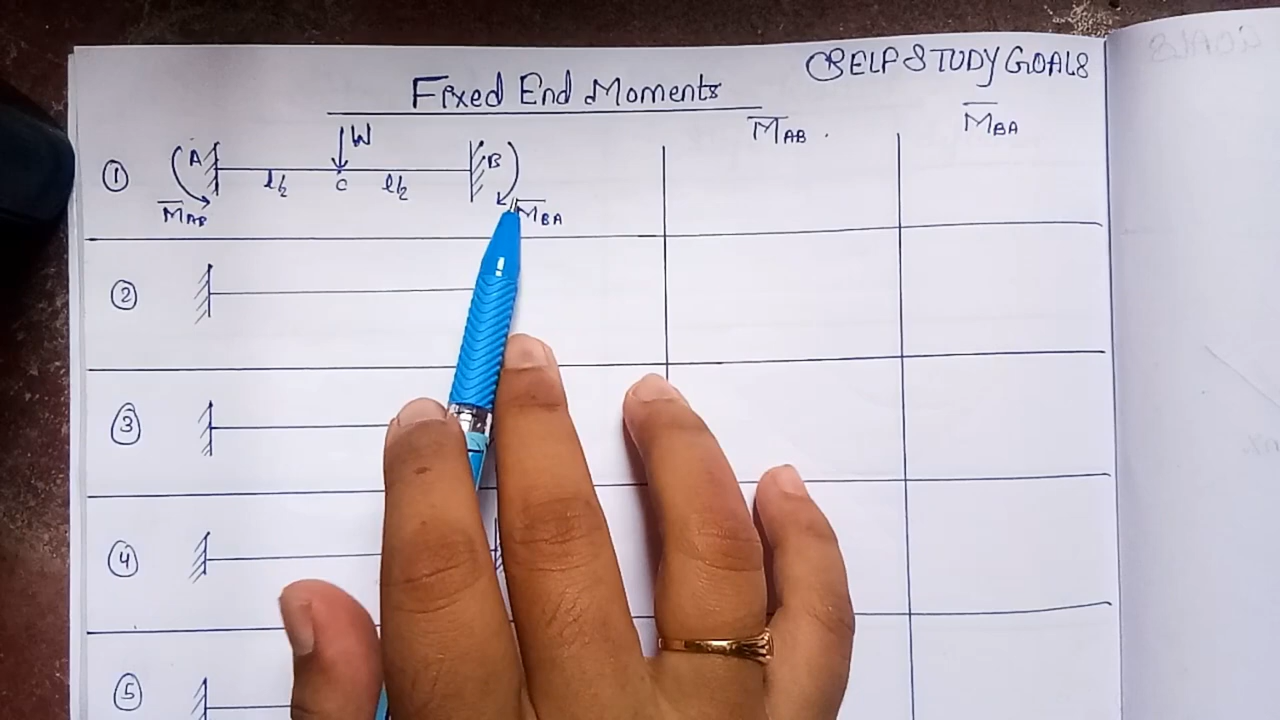 SELF STUDY GOALS
Fixed End Moments
M̅AB
M̅BA
① A W B
l/2 C l/2
M̅AB M̅BA
②
③
④
⑤